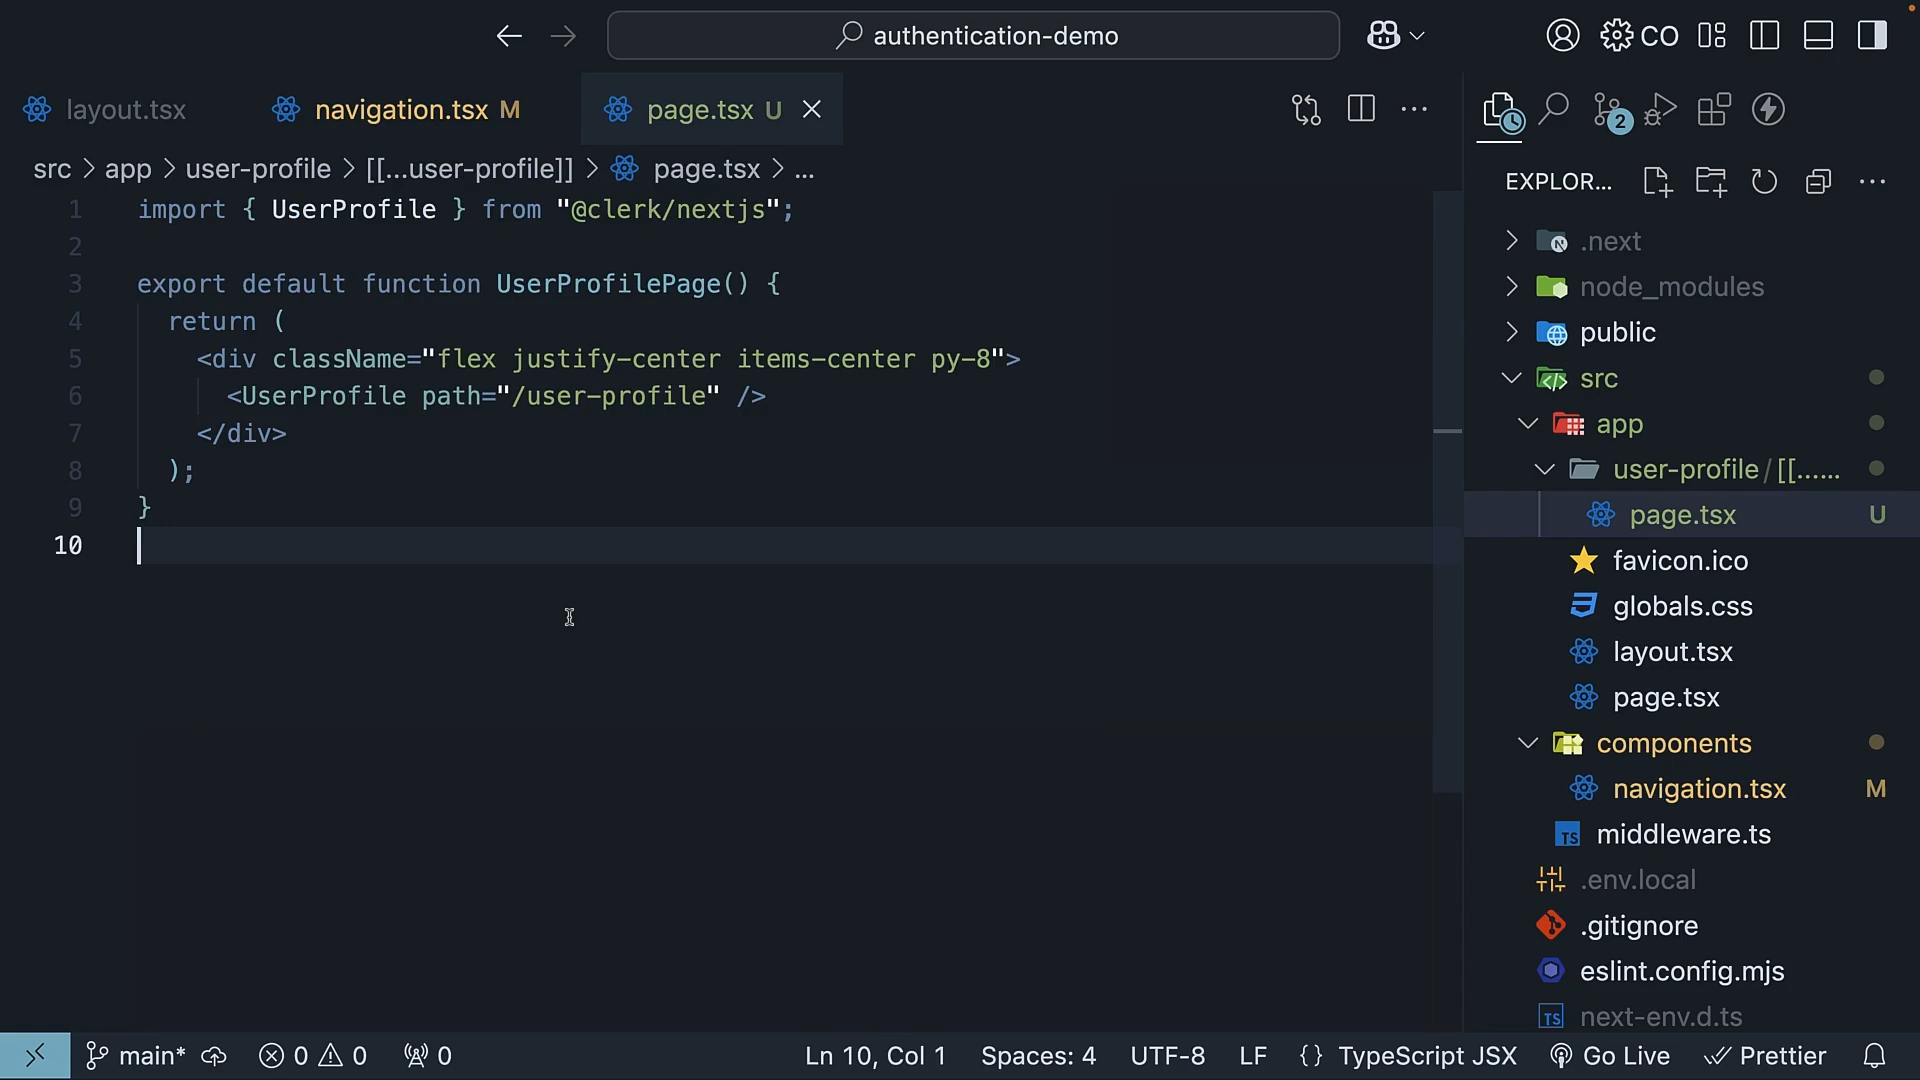 authentication-demo
CO
layout.tsx
navigation.tsx M
page.tsx U
2
src > app > user-profile > [[...user-profile]] > page.tsx > ...
EXPLOR...
1 import { UserProfile } from "@clerk/nextjs";
2
3 export default function UserProfilePage() {
4 return (
5 <div className="flex justify-center items-center py-8">
6 <UserProfile path="/user-profile" />
7 </div>
8 );
9 }
10
.next
node_modules
public
src
app
user-profile / [[......
page.tsx U
favicon.ico
globals.css
layout.tsx
page.tsx
components
navigation.tsx M
TS middleware.ts
.env.local
.gitignore
eslint.config.mjs
TS next-env.d.ts
main* 0 0 0 Ln 10, Col 1 Spaces: 4 UTF-8 LF {} TypeScript JSX Go Live Prettier